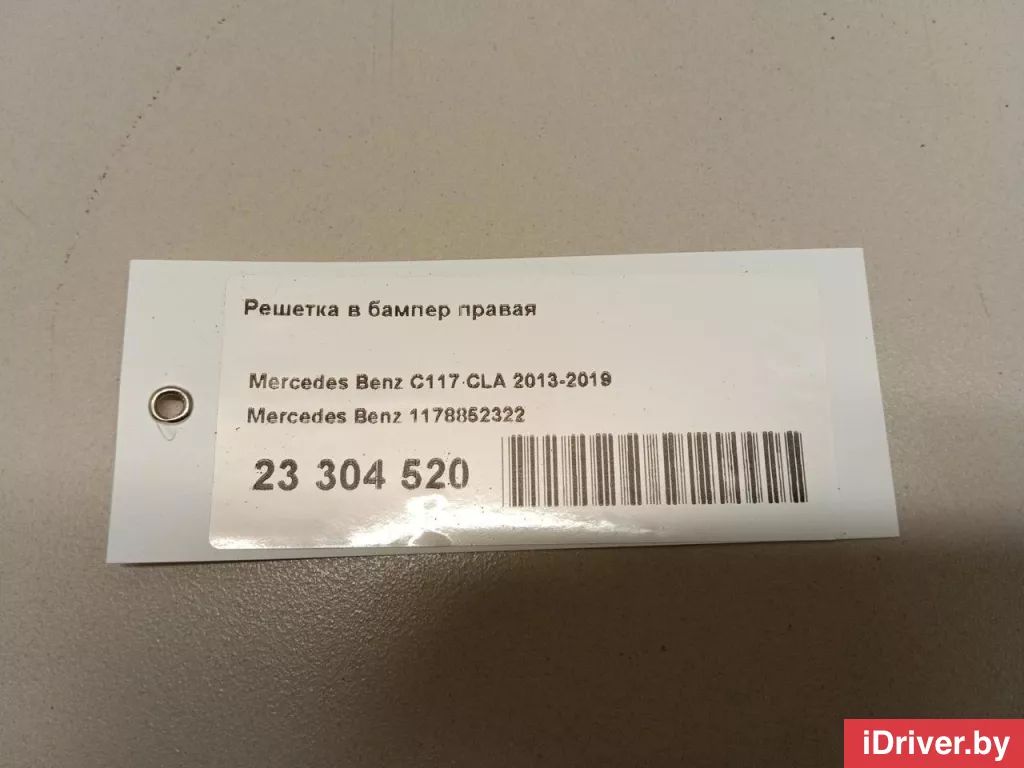 Решетка в бампер правая
Mercedes Benz C117 CLA 2013-2019
Mercedes Benz 1178852322
23 304 520
iDriver.by